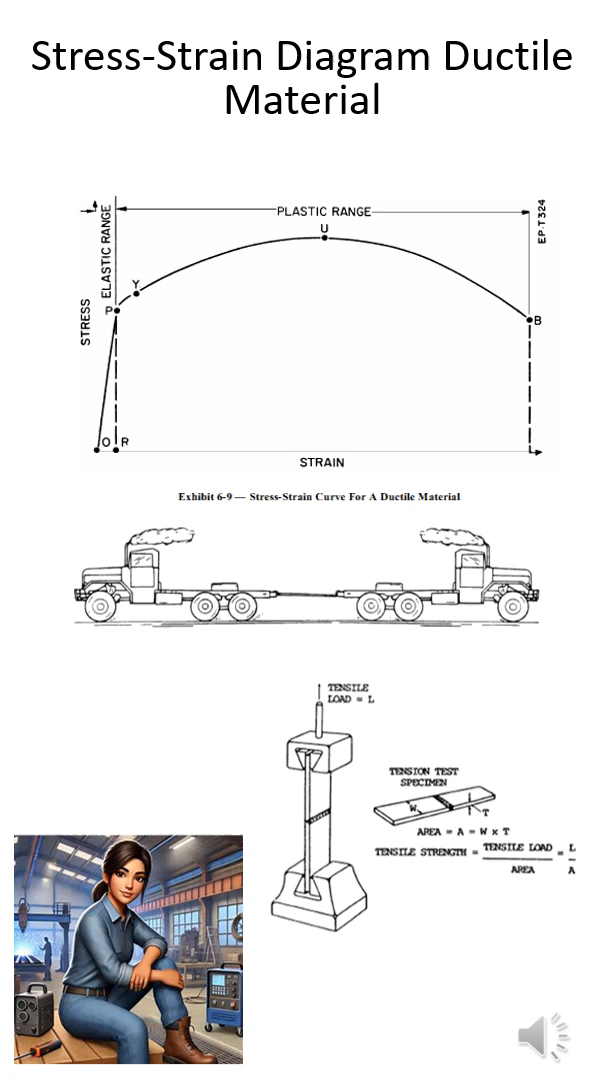 Stress-Strain Diagram Ductile
Material
PLASTIC RANGE
ELASTIC RANGE
EP.T324
U
Y
P
B
STRESS
O
R
STRAIN
Exhibit 6-9 — Stress-Strain Curve For A Ductile Material
TENSILE
LOAD = L
TENSION TEST
SPECIMEN
W
T
AREA = A = W x T
TENSILE STRENGTH = TENSILE LOAD = L
AREA A